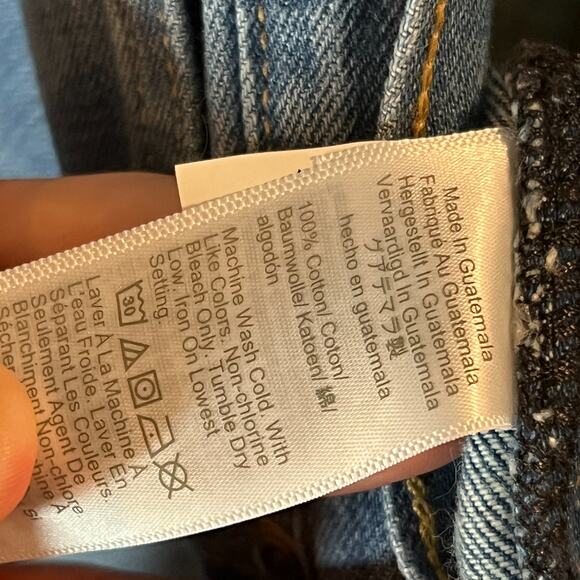 Made In Guatemala
Fabriqué Au Guatemala
Hergestellt In Guatemala
Vervaardigd In Guatemala
グアテマラ製
hecho en guatemala
100% Cotton/ Coton/
Baumwolle/ Katoen/ 綿/
algodón
Machine Wash Cold. With
Like Colors. Non-chlorine
Bleach Only. Tumble Dry
Low. Iron On Lowest
Setting.
30
Laver À La Machine À
L'eau Froide. Laver En
Séparant Les Couleurs.
Seulement Agent De
Blanchiment Non-chlore.
À